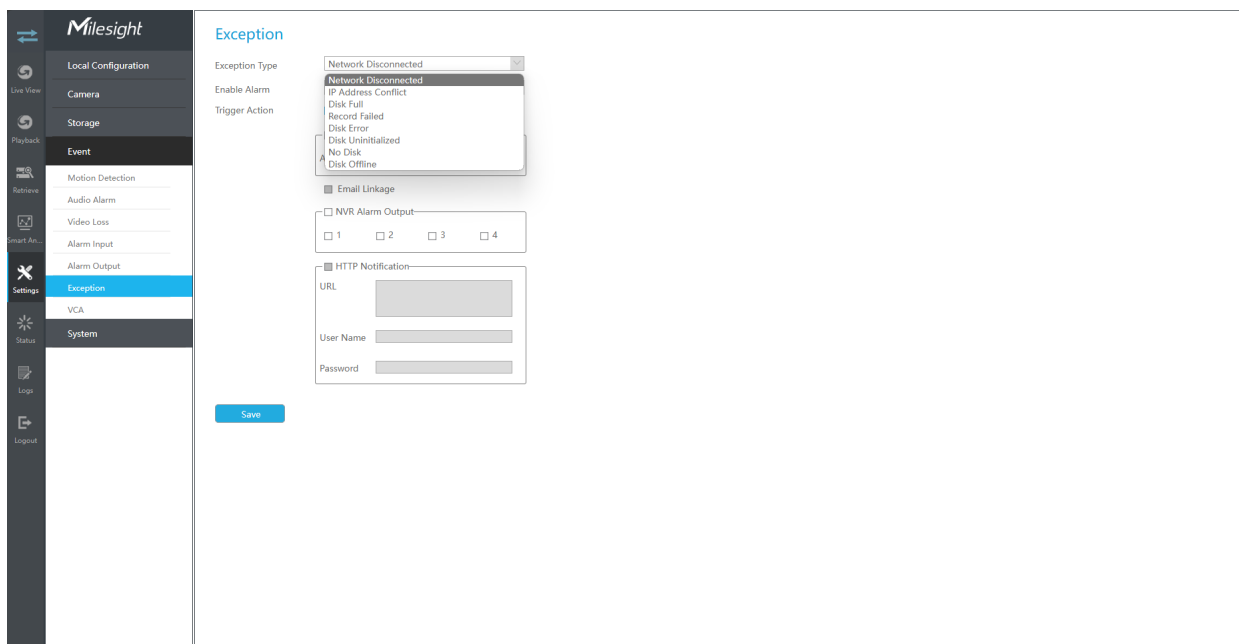 Milesight
Live View
Playback
Retrieve
Smart An...
Settings
Status
Logs
Logout
Local Configuration
Camera
Storage
Event
Motion Detection
Audio Alarm
Video Loss
Alarm Input
Alarm Output
Exception
VCA
System
Exception
Exception Type
Network Disconnected
Network Disconnected
IP Address Conflict
Disk Full
Record Failed
Disk Error
Disk Uninitialized
No Disk
Disk Offline
Enable Alarm
Trigger Action
Email Linkage
NVR Alarm Output
1 2 3 4
HTTP Notification
URL
User Name
Password
Save